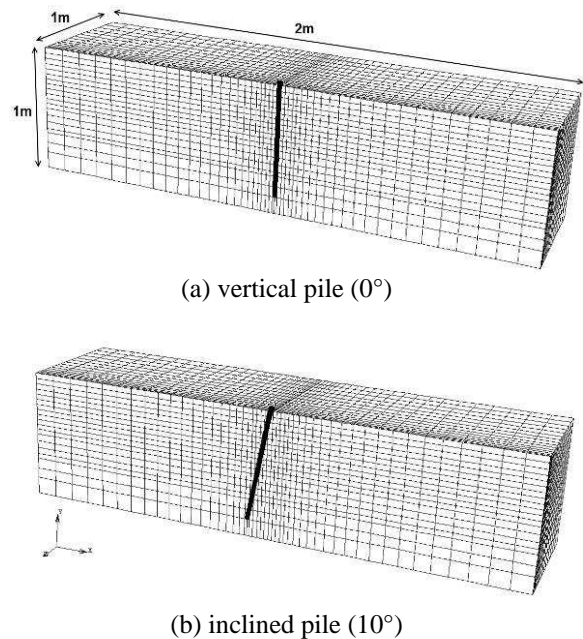 1m
2m
1m
(a) vertical pile (0°)
Y
X
(b) inclined pile (10°)